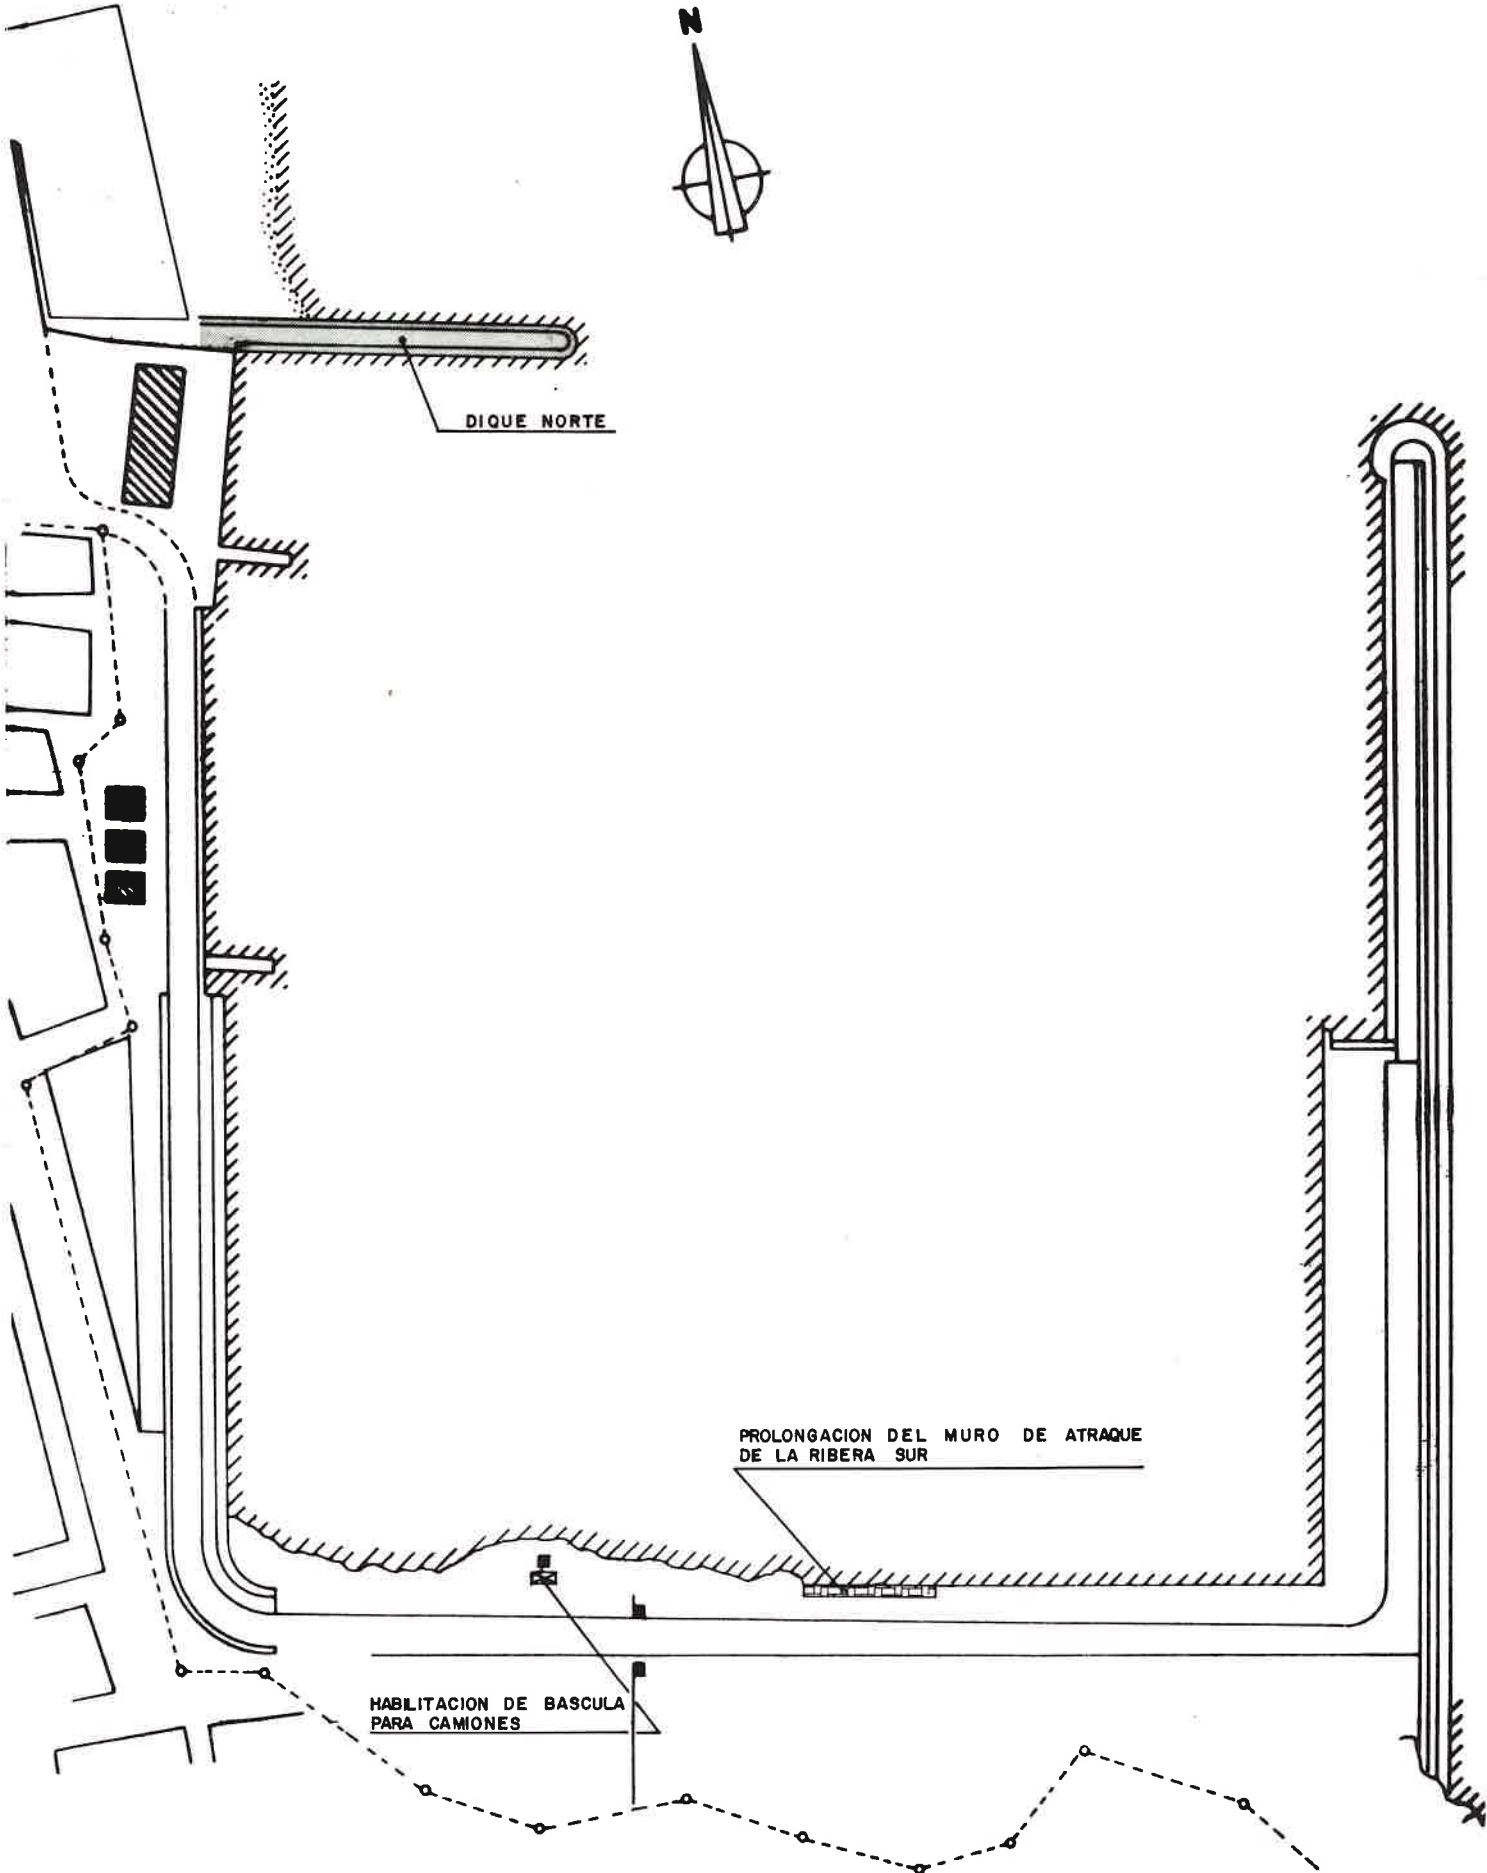 N
DIQUE NORTE
PROLONGACION DEL MURO DE ATRAQUE
DE LA RIBERA SUR
HABILITACION DE BASCULA
PARA CAMIONES